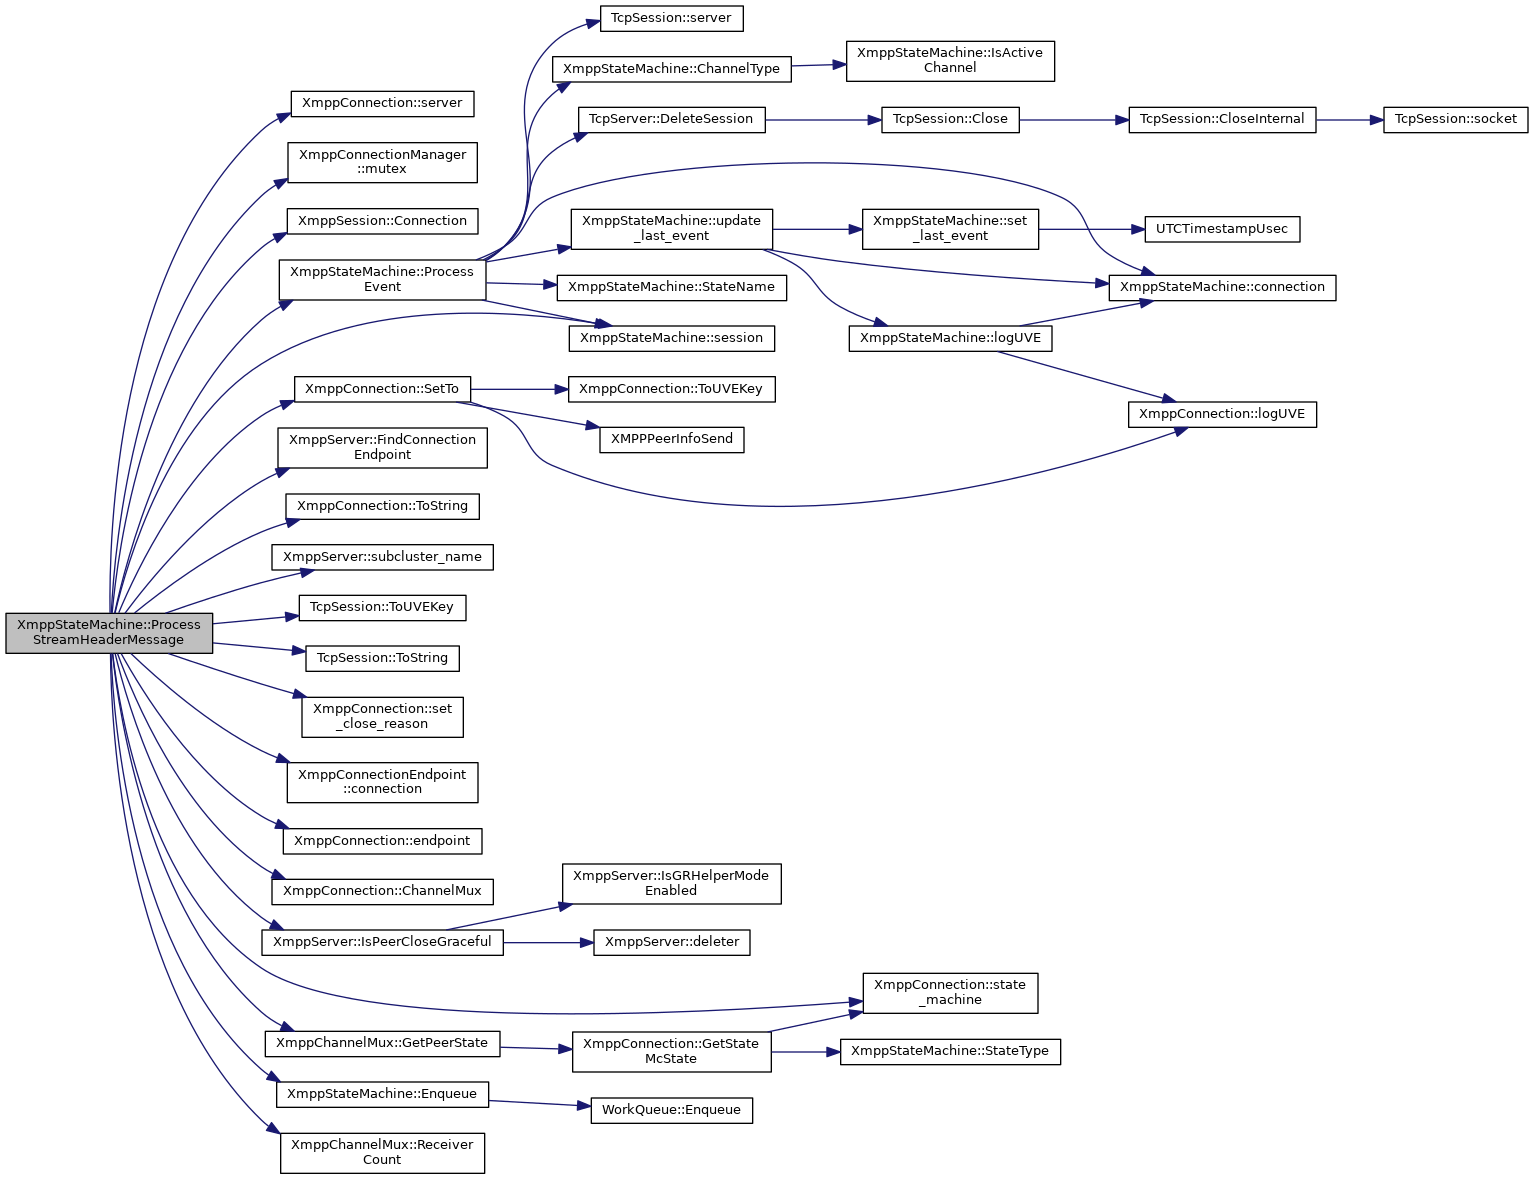 TcpSession::server
XmppStateMachine::IsActive
Channel
XmppStateMachine::ChannelType
XmppConnection::server
TcpServer::DeleteSession
TcpSession::Close
TcpSession::CloseInternal
TcpSession::socket
XmppConnectionManager
::mutex
XmppSession::Connection
XmppStateMachine::update
_last_event
XmppStateMachine::set
_last_event
UTCTimestampUsec
XmppStateMachine::Process
Event
XmppStateMachine::StateName
XmppStateMachine::connection
XmppStateMachine::session
XmppStateMachine::logUVE
XmppConnection::SetTo
XmppConnection::ToUVEKey
XmppConnection::logUVE
XmppServer::FindConnection
Endpoint
XMPPPeerInfoSend
XmppConnection::ToString
XmppServer::subcluster_name
TcpSession::ToUVEKey
XmppStateMachine::Process
StreamHeaderMessage
TcpSession::ToString
XmppConnection::set
_close_reason
XmppConnectionEndpoint
::connection
XmppConnection::endpoint
XmppConnection::ChannelMux
XmppServer::IsGRHelperMode
Enabled
XmppServer::IsPeerCloseGraceful
XmppServer::deleter
XmppConnection::state
_machine
XmppChannelMux::GetPeerState
XmppConnection::GetState
McState
XmppStateMachine::StateType
XmppStateMachine::Enqueue
WorkQueue::Enqueue
XmppChannelMux::Receiver
Count